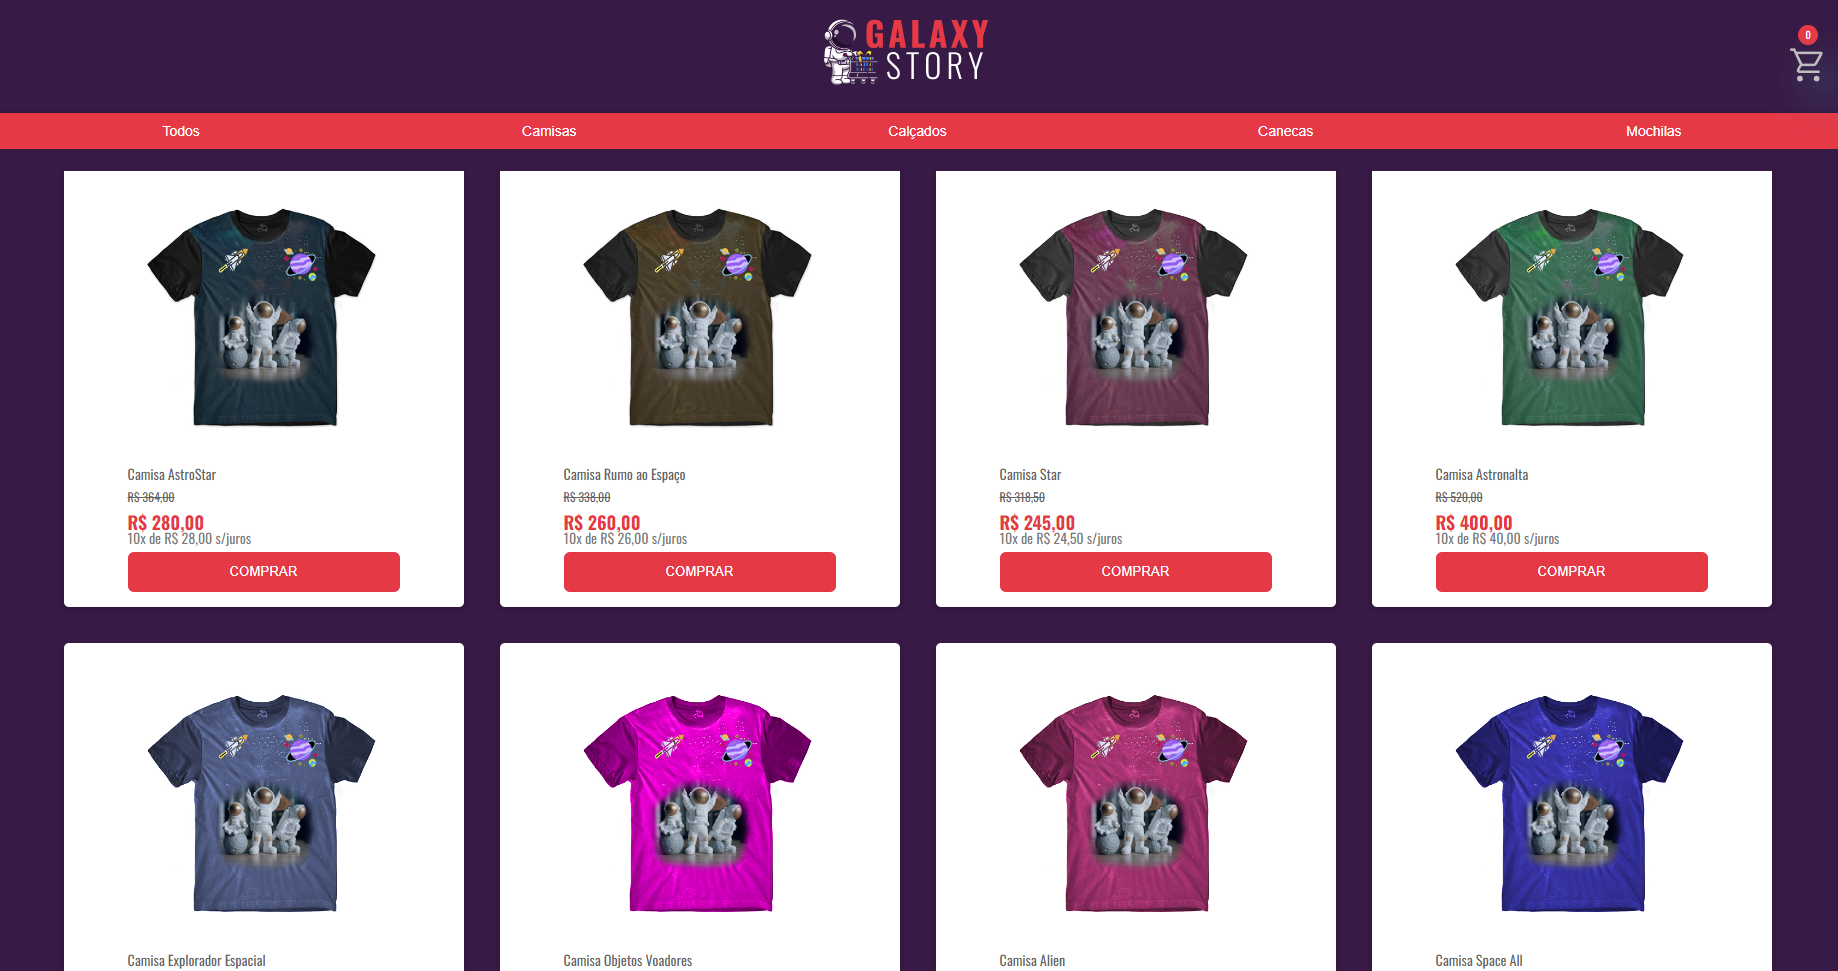 GALAXY
STORY
0
Todos Camisas Calçados Canecas Mochilas
Camisa AstroStar
R$ 364,00
R$ 280,00
10x de R$ 28,00 s/juros
COMPRAR
Camisa Rumo ao Espaço
R$ 338,00
R$ 260,00
10x de R$ 26,00 s/juros
COMPRAR
Camisa Star
R$ 318,50
R$ 245,00
10x de R$ 24,50 s/juros
COMPRAR
Camisa Astronalta
R$ 520,00
R$ 400,00
10x de R$ 40,00 s/juros
COMPRAR
Camisa Explorador Espacial
Camisa Objetos Voadores
Camisa Alien
Camisa Space All